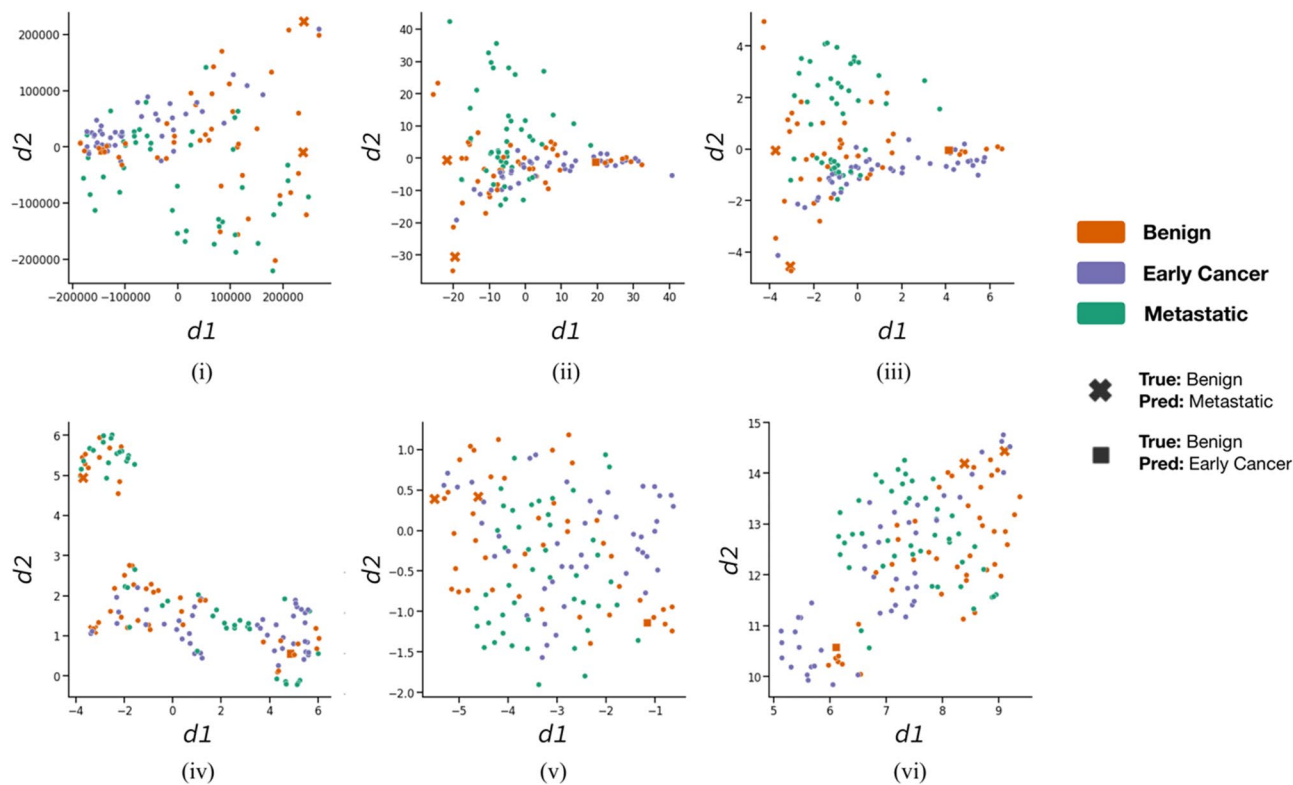 200000
100000
0
−100000
−200000
d2
−200000 −100000 0 100000 200000
d1
(i)
40
30
20
10
0
−10
−20
−30
d2
−20 −10 0 10 20 30 40
d1
(ii)
4
2
0
−2
−4
d2
−4 −2 0 2 4 6
d1
(iii)
6
5
4
3
2
1
0
d2
−4 −2 0 2 4 6
d1
(iv)
1.0
0.5
0.0
−0.5
−1.0
−1.5
−2.0
d2
−5 −4 −3 −2 −1
d1
(v)
15
14
13
12
11
10
d2
5 6 7 8 9
d1
(vi)
Benign
Early Cancer
Metastatic
True: Benign
Pred: Metastatic
True: Benign
Pred: Early Cancer